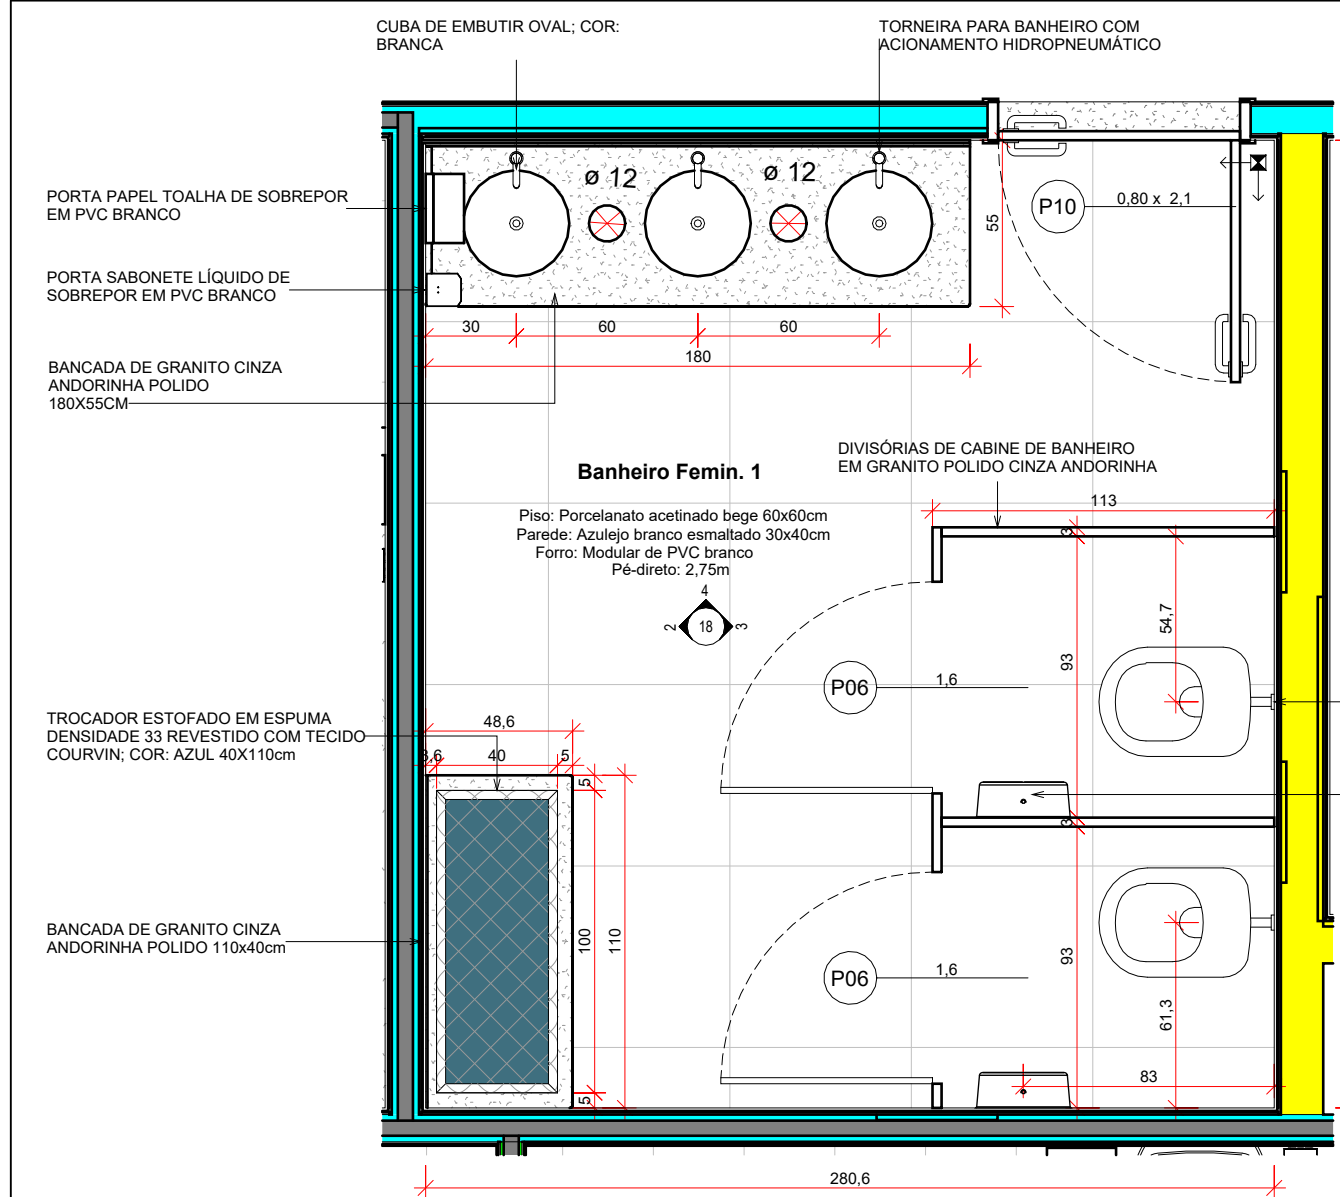 CUBA DE EMBUTIR OVAL; COR:
BRANCA
TORNEIRA PARA BANHEIRO COM
ACIONAMENTO HIDROPNEUMÁTICO
PORTA PAPEL TOALHA DE SOBREPOR
EM PVC BRANCO
ø 12
ø 12
P10
0,80 x 2,1
55
PORTA SABONETE LÍQUIDO DE
SOBREPOR EM PVC BRANCO
30
60
60
180
BANCADA DE GRANITO CINZA
ANDORINHA POLIDO
180X55CM
DIVISÓRIAS DE CABINE DE BANHEIRO
EM GRANITO POLIDO CINZA ANDORINHA
Banheiro Femin. 1
113
Piso: Porcelanato acetinado bege 60x60cm
Parede: Azulejo branco esmaltado 30x40cm
Forro: Modular de PVC branco
Pé-direto: 2,75m
3
4
2
18
3
54,7
93
P06
1,6
TROCADOR ESTOFADO EM ESPUMA
DENSIDADE 33 REVESTIDO COM TECIDO
COURVIN; COR: AZUL 40X110cm
48,6
3,6
40
5
5
3
BANCADA DE GRANITO CINZA
ANDORINHA POLIDO 110x40cm
100
110
93
P06
1,6
61,3
83
5
280,6